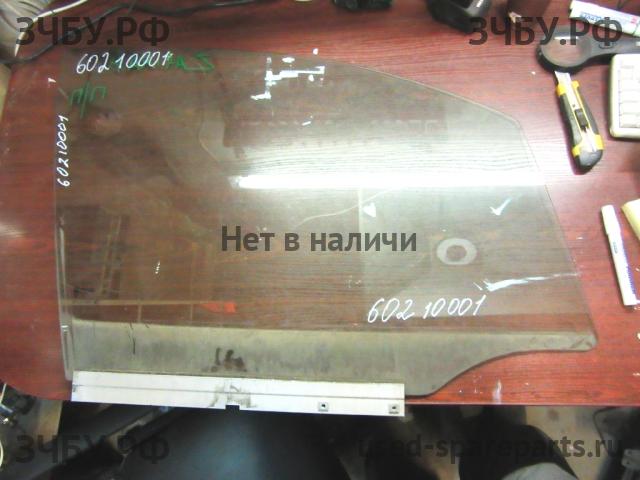 ЗЧБУ.РФ
ЗЧБУ.РФ
60210001
п/п
60210001
Нет в наличи
60210001
ЗЧБУ.РФ
used-spareparts.ru